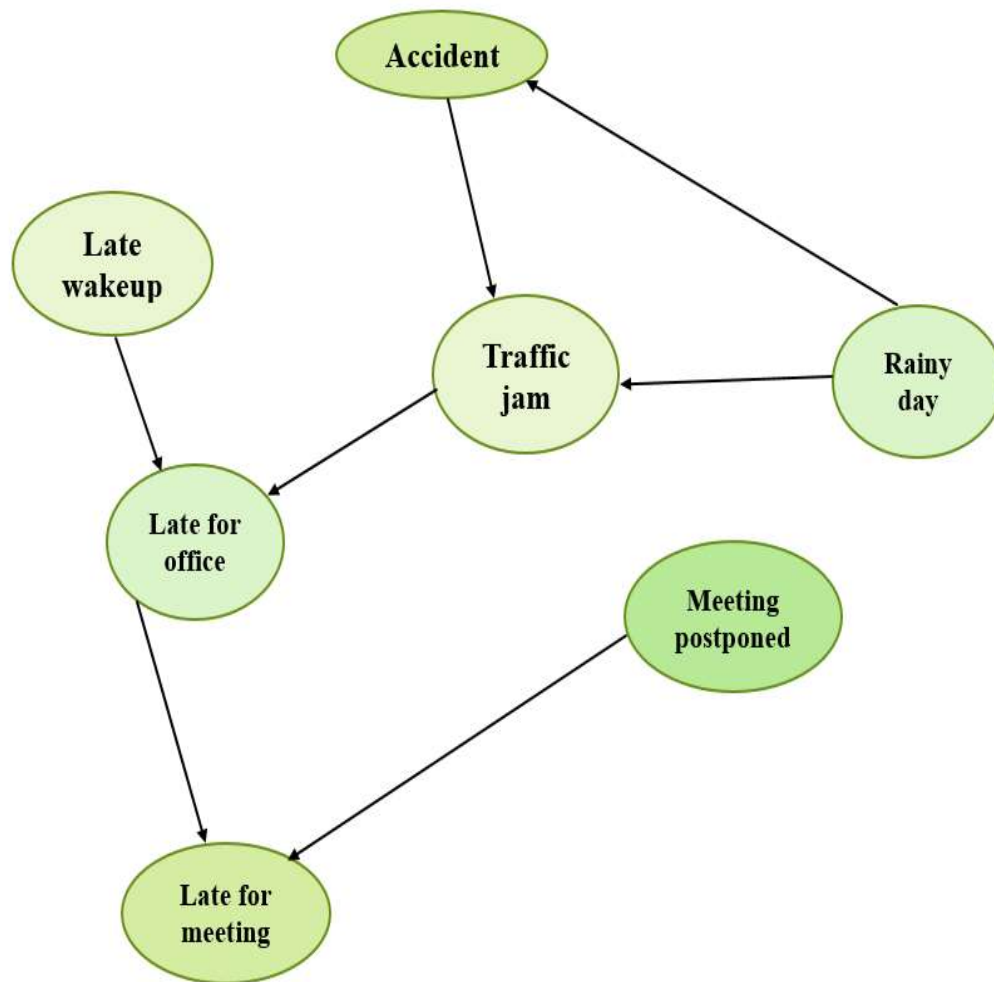 Accident
Late
wakeup
Traffic
jam
Rainy
day
Late for
office
Meeting
postponed
Late for
meeting